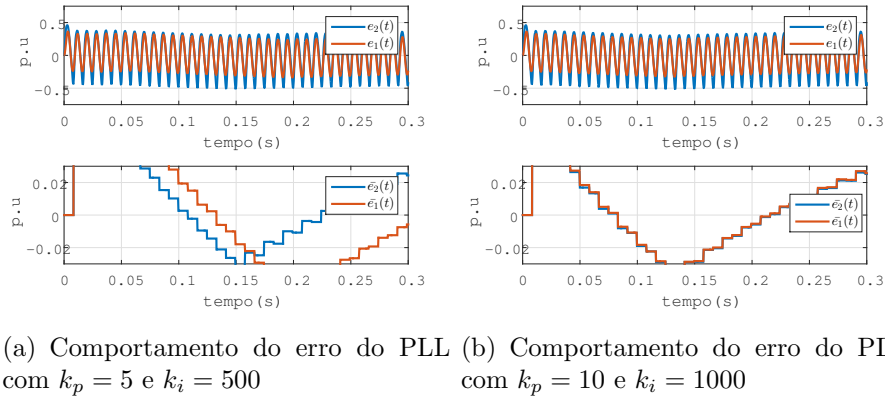 0.5
0
-0.5
p.u
e2(t)
e1(t)
0 0.05 0.1 0.15 0.2 0.25 0.3
tempo(s)
0.5
0
-0.5
p.u
e2(t)
e1(t)
0 0.05 0.1 0.15 0.2 0.25 0.3
tempo(s)
0.02
0
-0.02
p.u
ē2(t)
ē1(t)
0 0.05 0.1 0.15 0.2 0.25 0.3
tempo(s)
0.02
0
-0.02
p.u
ē2(t)
ē1(t)
0 0.05 0.1 0.15 0.2 0.25 0.3
tempo(s)
(a) Comportamento do erro do PLL
com kp = 5 e ki = 500
(b) Comportamento do erro do
com kp = 10 e ki = 1000